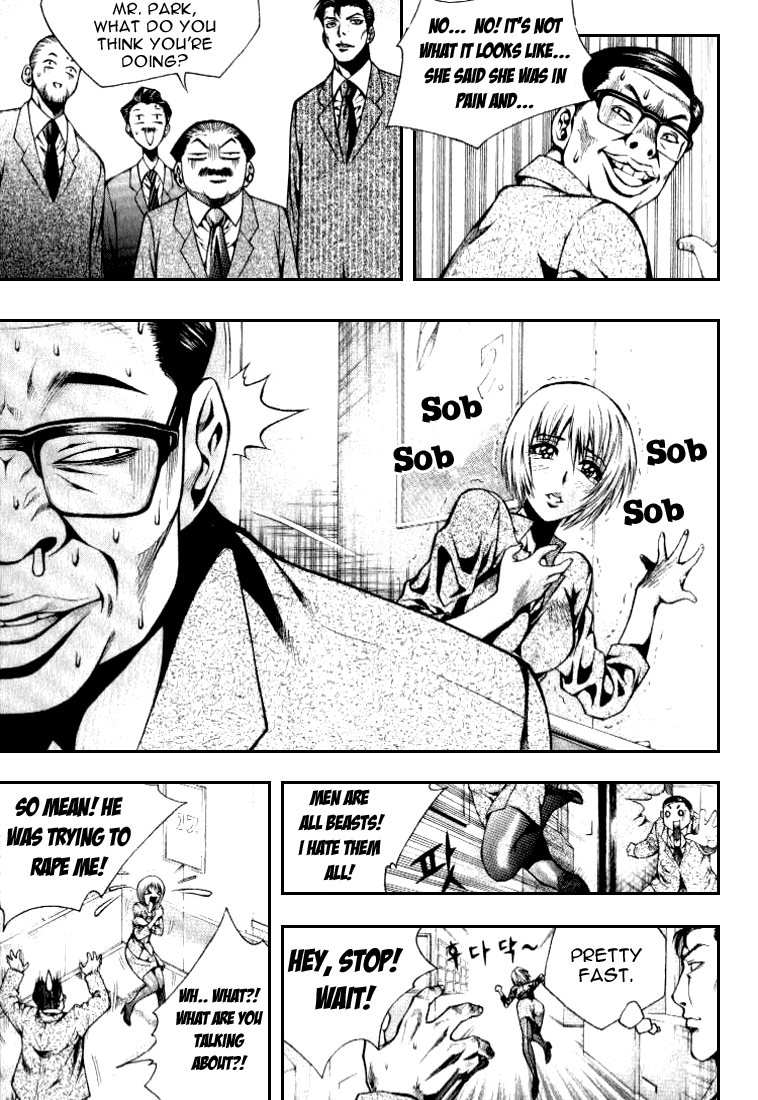 MR. PARK,
WHAT DO YOU
THINK YOU'RE
DOING?
NO... NO! IT'S NOT
WHAT IT LOOKS LIKE...
SHE SAID SHE WAS IN
PAIN AND...
Sob
Sob
Sob
Sob
SO MEAN! HE
WAS TRYING TO
RAPE ME!
WH.. WHAT?!
WHAT ARE YOU
TALKING
ABOUT?!
MEN ARE
ALL BEASTS!
I HATE THEM
ALL!
HEY, STOP!
WAIT!
후다닥~
PRETTY
FAST.